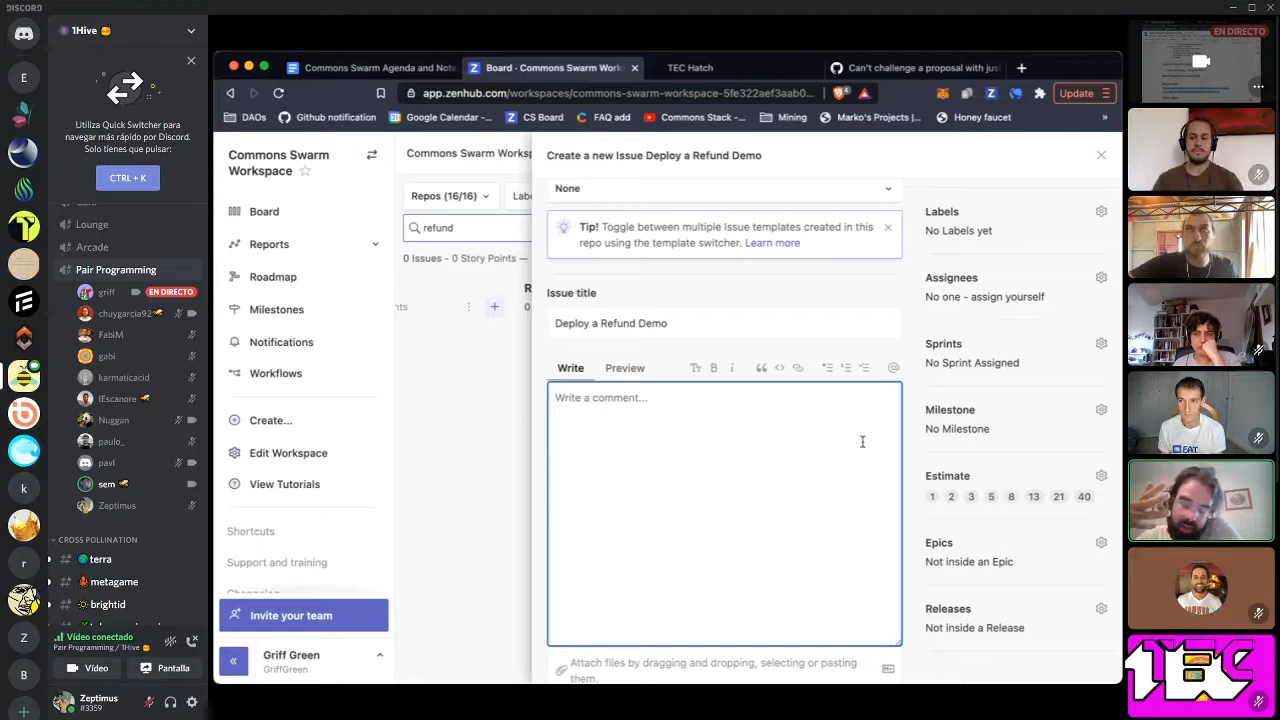 DISCORD
1Hive
Utiliza Quick Switcher para
navegar más rápido por Discord.
Solo tienes que pulsar:
CTRL + K
Lounge
Arcade
Pair Programming
griff
EN DIRECTO
chuygarcia92
FabiM
gabi
karmaticacid
IEscanore
Nuggan
paulo_
pavl
sem
Zeptimus
CROSS POLLINATION
terra
metagame
brightid
Vídeo conectado
Pair Programming / 1Hive
Vídeo
Pantalla
Zeptimus
#3359
E
k
r
Z
Commons Swarm Agenda and Note
ard - Commons Swarm Work
TEC Hatch
Can't challenge a proposal with jus
app.zenhub.com/workspaces/commons-swarm-workspace-5fe32f2ef3aab0...
4
Update
DAOs
Github notification
Google Calendar...
CS Board
FAQ add
Commons Stack -...
Mining
Marko's Projects |...
Honey faucet
»
Commons Swarm
Workspace
Board
Reports
Roadmap
Milestones
Notifications
Workflows
Create...
Edit Workspace
View Tutorials
Shortcuts
Support and training
Invite your team
«
Griff Green
GriffGreen
Commons Swarm Worksp
Repos (16/16)
Labe
refund
0 Issues - 0 Story Points —
R
nts
0
Create a new Issue Deploy a Refund Demo
None
Tip! Toggle between multiple Issue templates created in this
repo using the template switcher. Learn more
Issue title
Deploy a Refund Demo
Write
Preview
Write a comment...
Attach files by dragging and dropping, selecting or pasting
them.
Labels
No Labels yet
Assignees
No one - assign yourself
Sprints
No Sprint Assigned
Milestone
No Milestone
Estimate
1 2 3 5 8 13 21 40
Epics
Not inside an Epic
Releases
Not inside a Release
EN DIRECTO
EAT
TEC